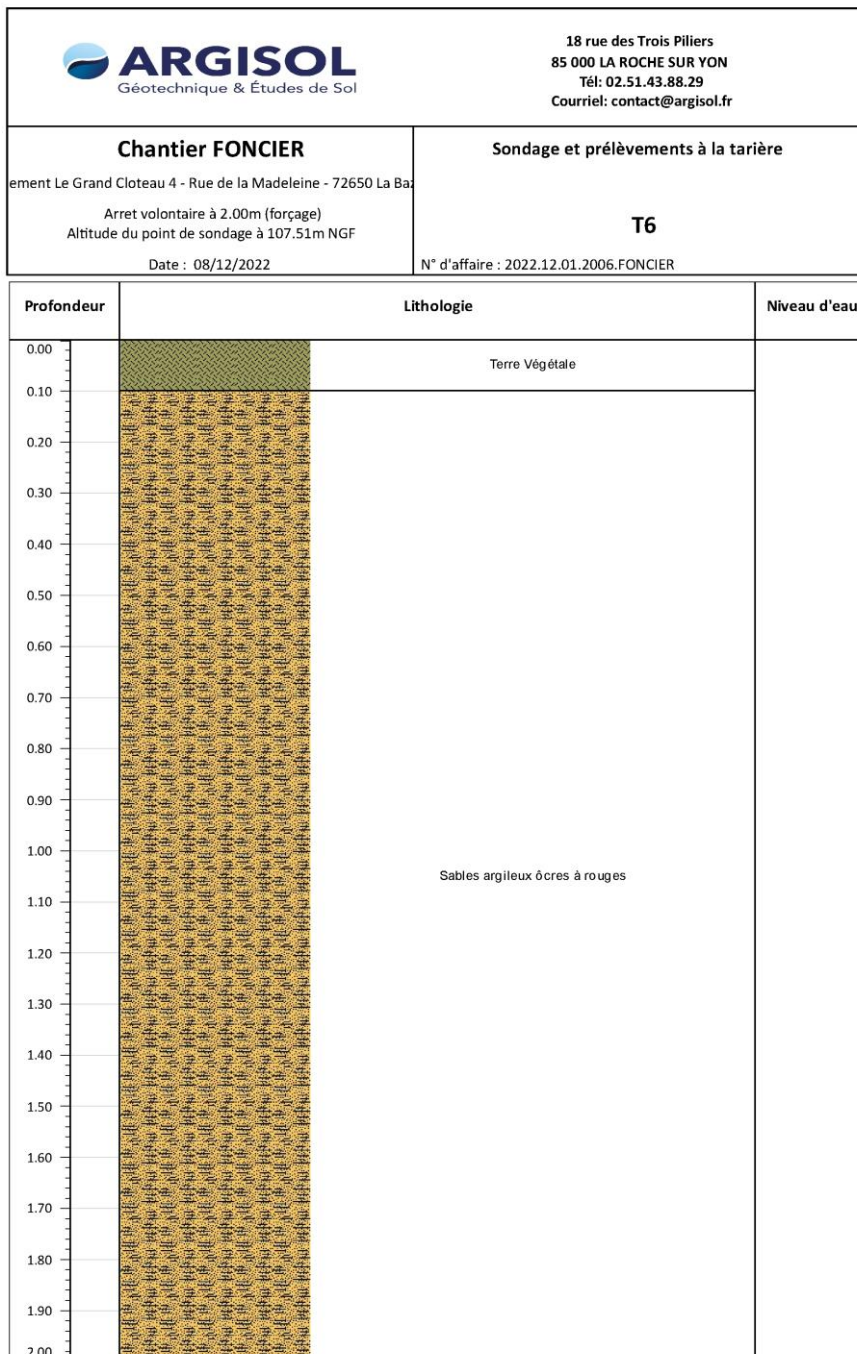 ARGISOL
Géotechnique & Études de Sol
18 rue des Trois Piliers
85 000 LA ROCHE SUR YON
Tél: 02.51.43.88.29
Courriel: contact@argisol.fr
Chantier FONCIER
ement Le Grand Cloteau 4 - Rue de la Madeleine - 72650 La Baz
Arret volontaire à 2.00m (forçage)
Altitude du point de sondage à 107.51m NGF
Date : 08/12/2022
Sondage et prélèvements à la tarière
T6
N° d'affaire : 2022.12.01.2006.FONCIER
Profondeur
Lithologie
Niveau d'eau
0.00
Terre Végétale
0.10
0.20
0.30
0.40
0.50
0.60
0.70
0.80
0.90
1.00
Sables argileux ôcres à rouges
1.10
1.20
1.30
1.40
1.50
1.60
1.70
1.80
1.90
2.00